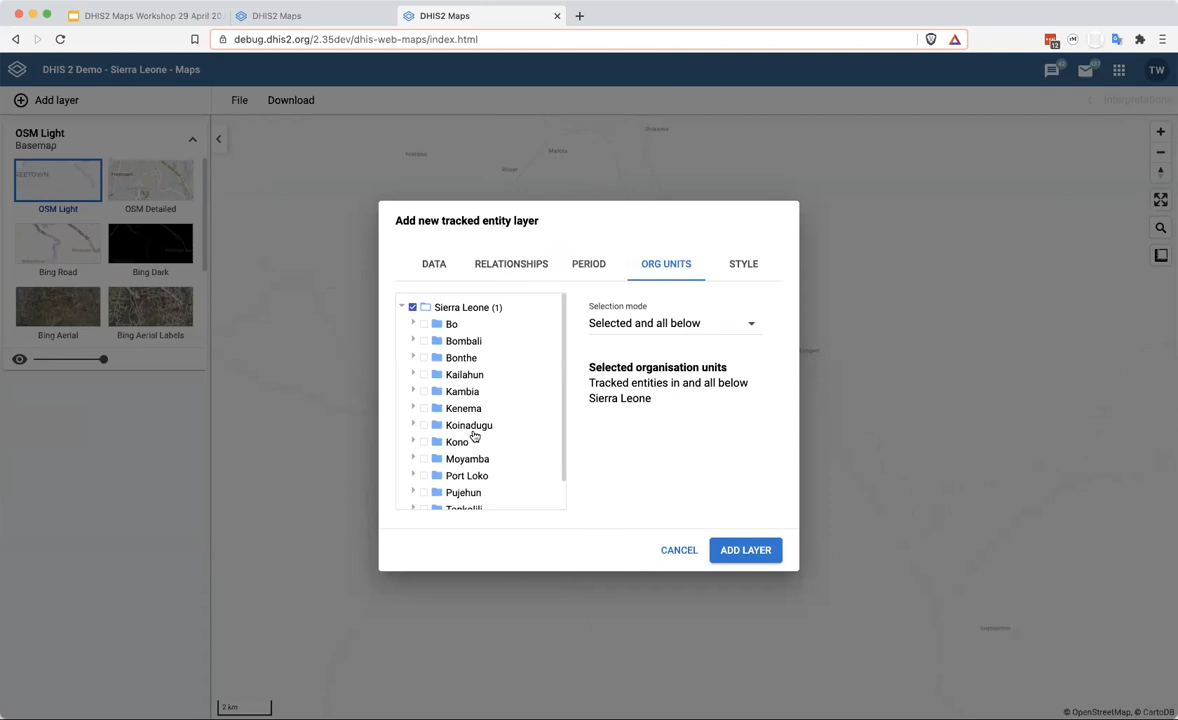 DHIS2 Maps Workshop 29 April 20
DHIS2 Maps
DHIS2 Maps
debug.dhis2.org/2.35dev/dhis-web-maps/index.html
12
DHIS 2 Demo - Sierra Leone - Maps
TW
Add layer
File
Download
Interpretations
OSM Light
Basemap
OSM Light
OSM Detailed
Bing Road
Bing Dark
Bing Aerial
Bing Aerial Labels
Add new tracked entity layer
DATA
RELATIONSHIPS
PERIOD
ORG UNITS
STYLE
Sierra Leone (1)
Bo
Bombali
Bonthe
Kailahun
Kambia
Kenema
Koinadugu
Kono
Moyamba
Port Loko
Pujehun
Tonkolili
Selection mode
Selected and all below
Selected organisation units
Tracked entities in and all below
Sierra Leone
CANCEL
ADD LAYER
2 km
© OpenStreetMap, © CartoDB